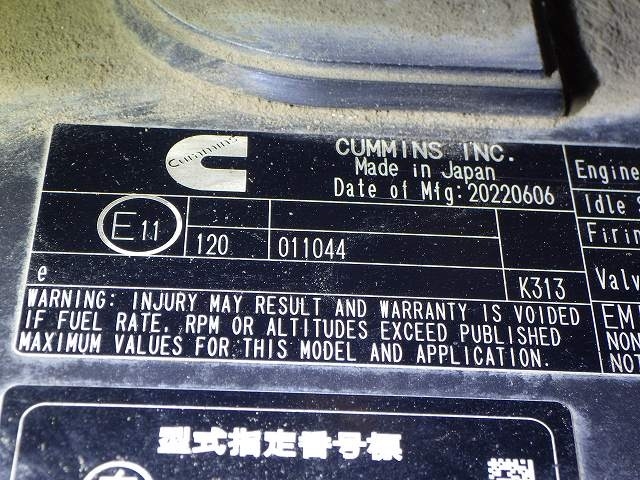 Cummins
CUMMINS INC.
Made in Japan
Date of Mfg:20220606
Engine
Idle S
Firin
Valv
E11
120
011044
e
K313
WARNING: INJURY MAY RESULT AND WARRANTY IS VOIDED
IF FUEL RATE, RPM OR ALTITUDES EXCEED PUBLISHED
MAXIMUM VALUES FOR THIS MODEL AND APPLICATION.
EM
NON
NOT
型式指定番号標